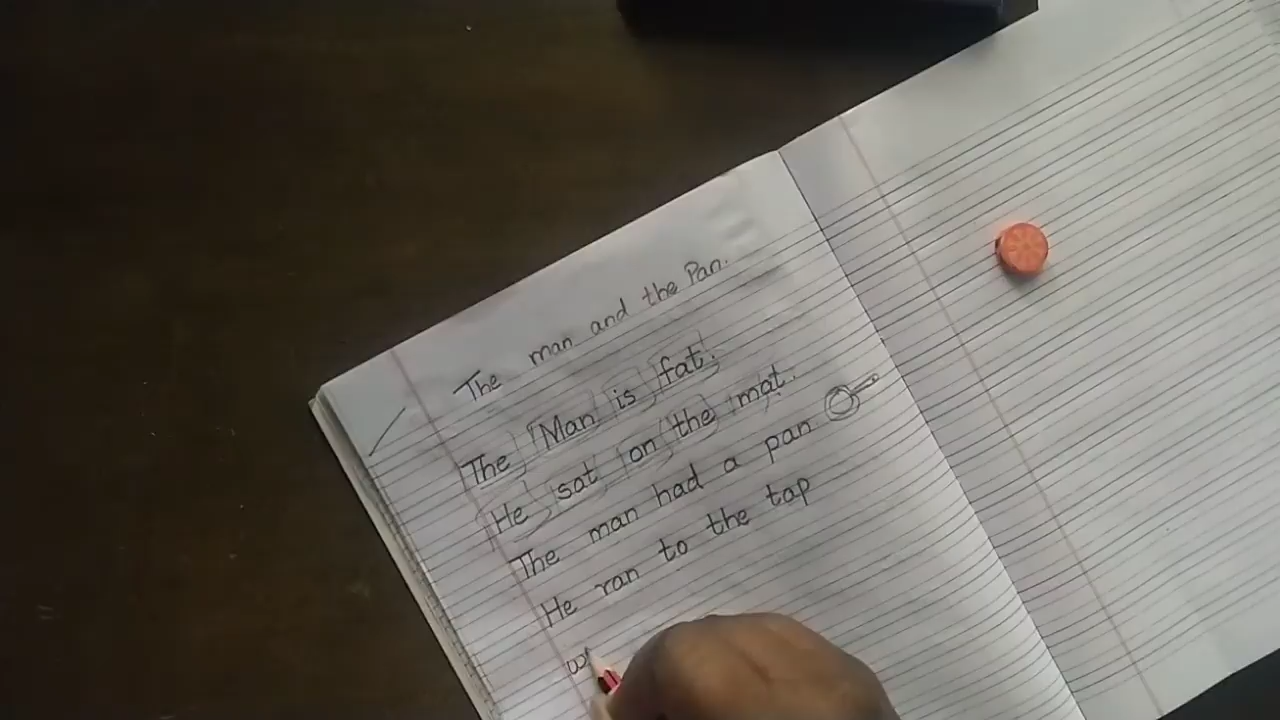 The man and the Pan.
The Man is fat.
He sat on the mat.
The man had a pan
He ran to the tap